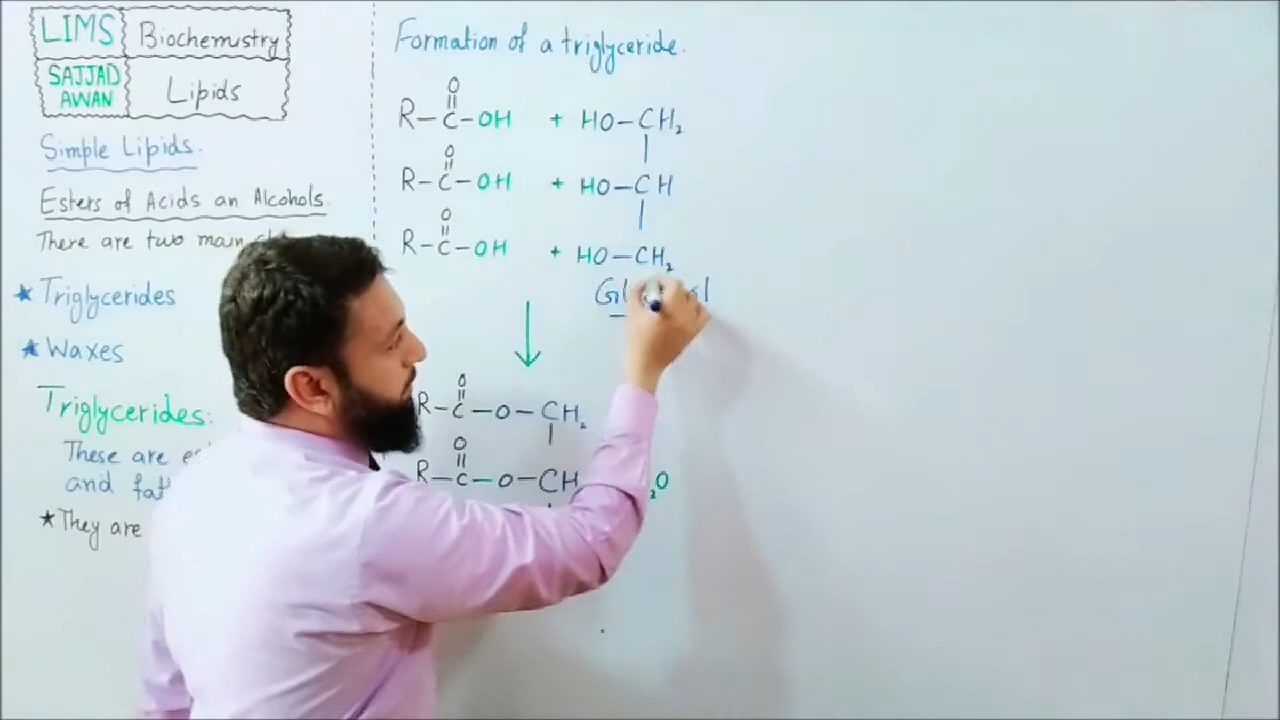 LIMS Biochemistry
SAJJAD AWAN Lipids
Simple Lipids.
Esters of Acids an Alcohols.
There are two main
★ Triglycerides
★ Waxes
Triglycerides:
These are
and
★ They are
Formation of a triglyceride.
O
R–C–OH + HO–CH₂
O
R–C–OH + HO–CH
O
R–C–OH + HO–CH₂
O
R–C–O–CH₂
O
R–C–O–CH ₂O